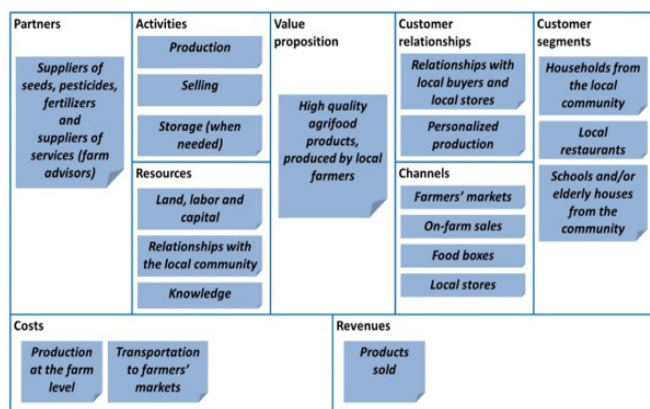 Partners
Suppliers of
seeds, pesticides,
fertilizers
and
suppliers of
services (farm
advisors)
Activities
Production
Selling
Storage (when
needed)
Resources
Land, labor and
capital
Relationships with
the local community
Knowledge
Value
proposition
High quality
agrifood
products,
produced by local
farmers
Customer
relationships
Relationships with
local buyers and
local stores
Personalized
production
Channels
Farmers' markets
On-farm sales
Food boxes
Local stores
Customer
segments
Households from
the local
community
Local
restaurants
Schools and/or
elderly houses
from the
community
Costs
Production
at the farm
level
Transportation
to farmers'
markets
Revenues
Products
sold